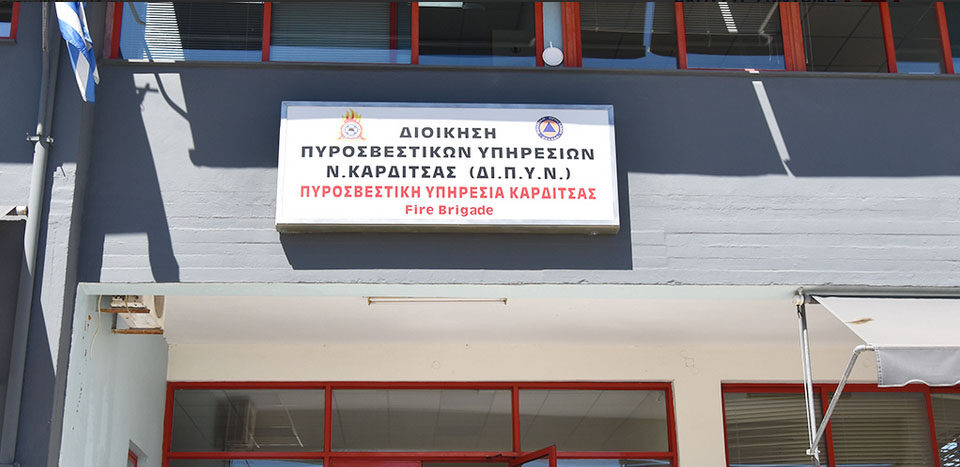 ΔΙΟΙΚΗΣΗ
ΠΥΡΟΣΒΕΣΤΙΚΩΝ ΥΠΗΡΕΣΙΩΝ
Ν.ΚΑΡΔΙΤΣΑΣ (ΔΙ.Π.Υ.Ν.)
ΠΥΡΟΣΒΕΣΤΙΚΗ ΥΠΗΡΕΣΙΑ ΚΑΡΔΙΤΣΑΣ
Fire Brigade